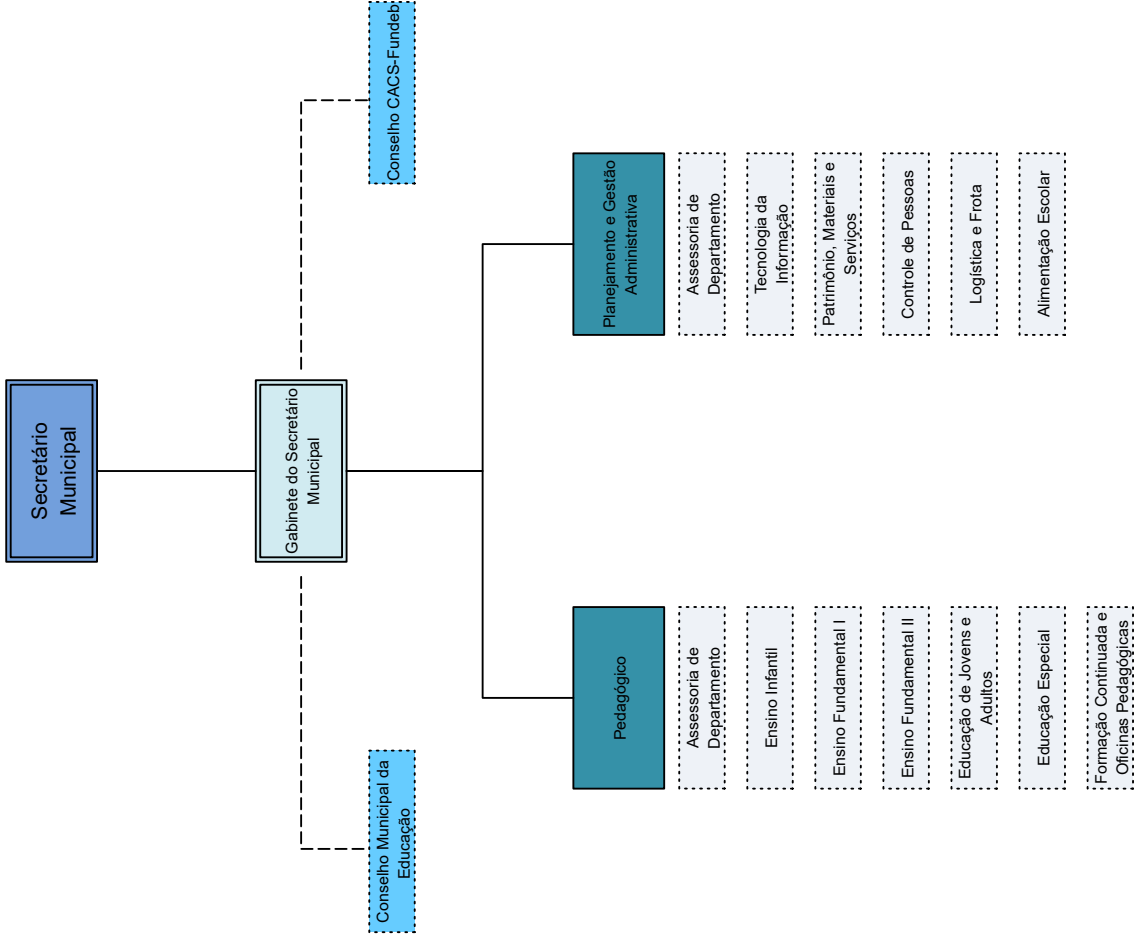 Secretário
Municipal
Gabinete do Secretário
Municipal
Conselho Municipal da
Educação
Conselho CACS-Fundeb
Pedagógico
Assessoria de
Departamento
Ensino Infantil
Ensino Fundamental I
Ensino Fundamental II
Educação de Jovens e
Adultos
Educação Especial
Formação Continuada e
Oficinas Pedagógicas
Planejamento e Gestão
Administrativa
Assessoria de
Departamento
Tecnologia da
Informação
Patrimônio, Materiais e
Serviços
Controle de Pessoas
Logística e Frota
Alimentação Escolar